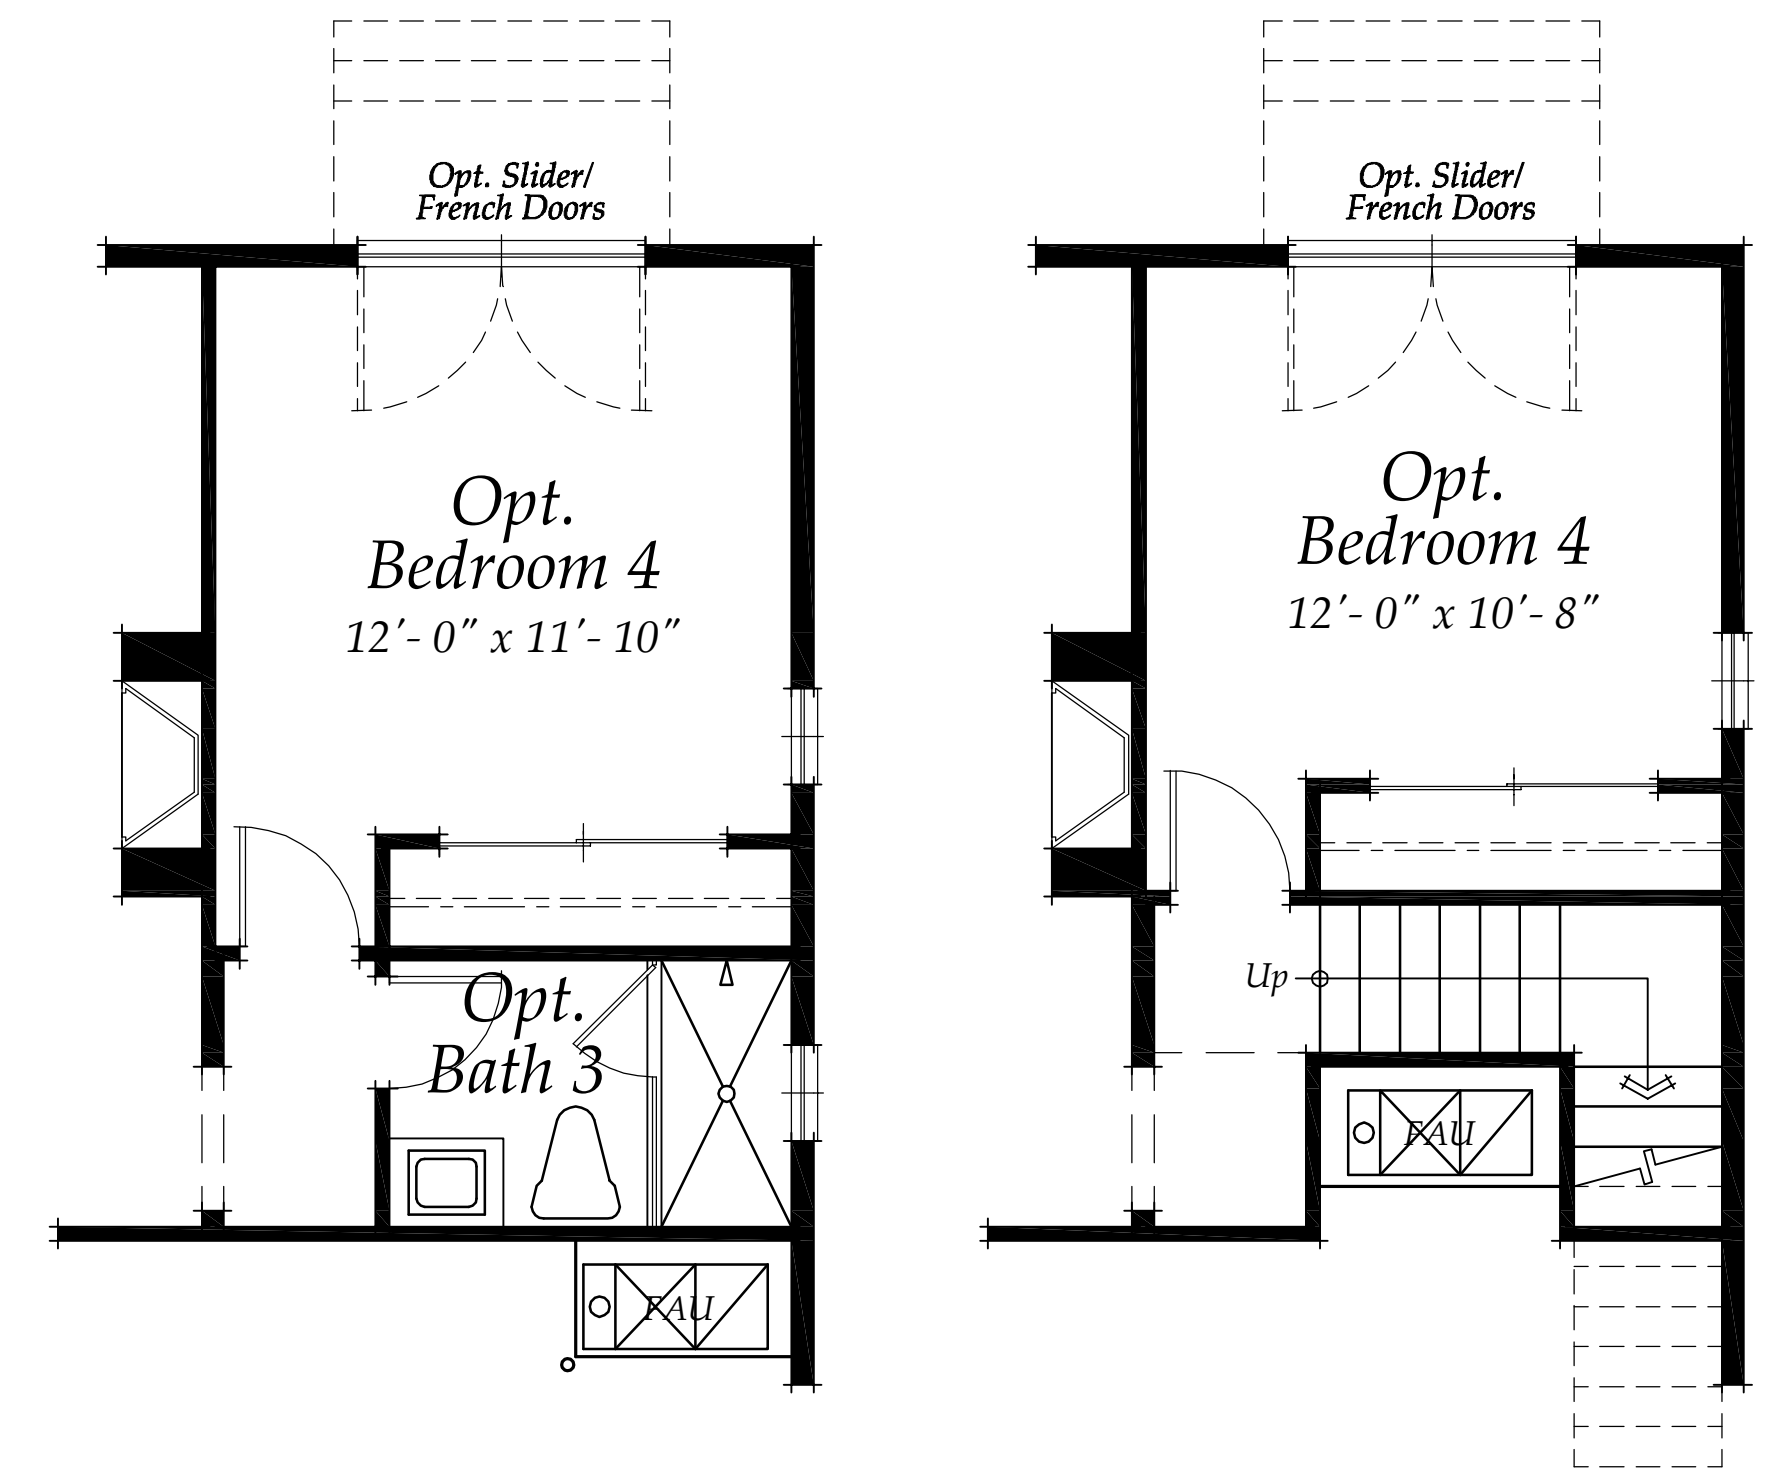 Opt. Slider/
French Doors
Opt.
Bedroom 4
12'- 0" x 11'- 10"
Opt.
Bath 3
FAU
Opt. Slider/
French Doors
Opt.
Bedroom 4
12'- 0" x 10'- 8"
Up
FAU